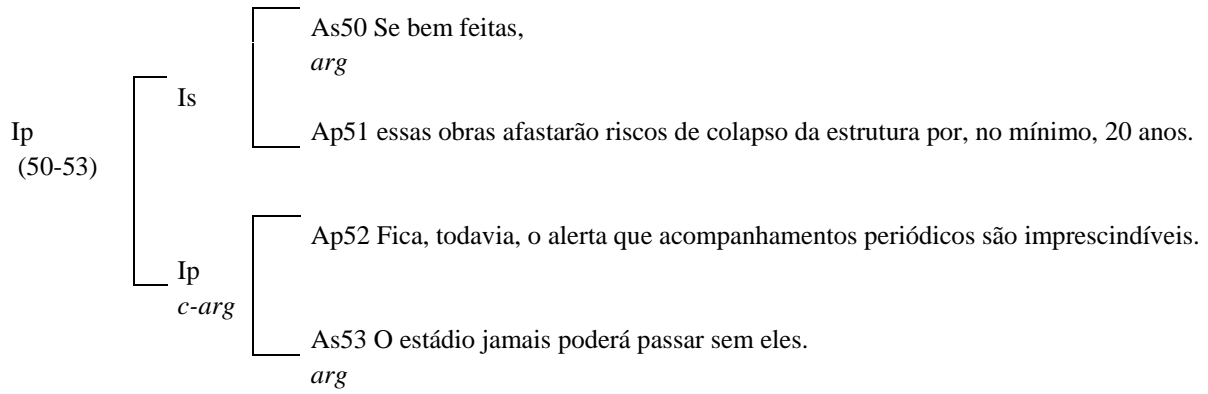 As50 Se bem feitas,
arg
Is
Ap51 essas obras afastarão riscos de colapso da estrutura por, no mínimo, 20 anos.
Ip
(50-53)
Ap52 Fica, todavia, o alerta que acompanhamentos periódicos são imprescindíveis.
Ip
c-arg
As53 O estádio jamais poderá passar sem eles.
arg